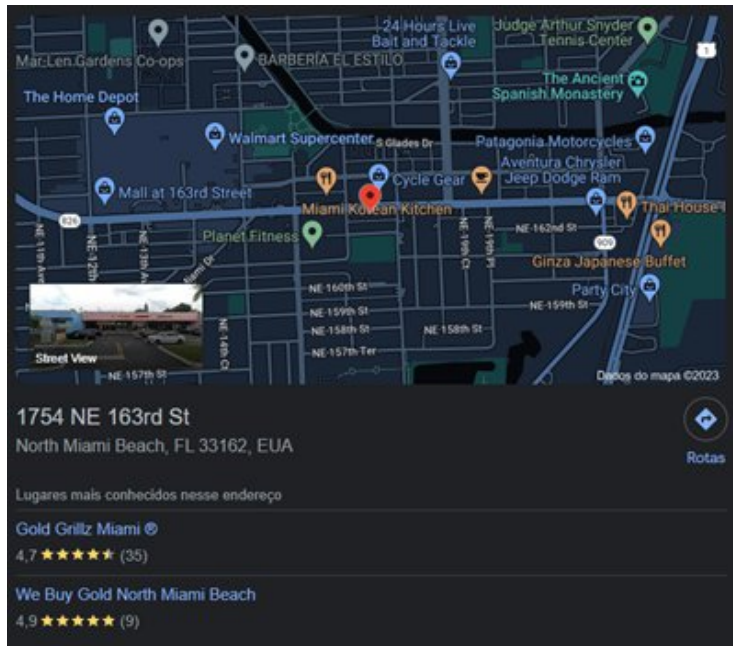 24 Hours Live
Bait and Tackle
Judge Arthur Snyder
Tennis Center
1
Mar-Len Gardens Co-ops
BARBERÍA EL ESTILO
The Ancient
Spanish Monastery
The Home Depot
Walmart Supercenter
S Glades Dr
Patagonia Motorcycles
Aventura Chrysler
Jeep Dodge Ram
Mall at 163rd Street
Cycle Gear
Miami Korean Kitchen
Thai House
826
NE 11th Ave
NE-12th
NE 13th A
Miami Dr
Planet Fitness
NE-19th Ct
NE-19th Pl
NE-162nd St
909
Ginza Japanese Buffet
NE-160th St
Party City
NE-159th St
NE-159th St
NE-158th St
NE 158th St
NE 14th Ct
NE-157th Ter
Street View
NE 157th St
Dados do mapa ©2023
1754 NE 163rd St
North Miami Beach, FL 33162, EUA
Rotas
Lugares mais conhecidos nesse endereço
Gold Grillz Miami ®
4,7 (35)
We Buy Gold North Miami Beach
4,9 (9)